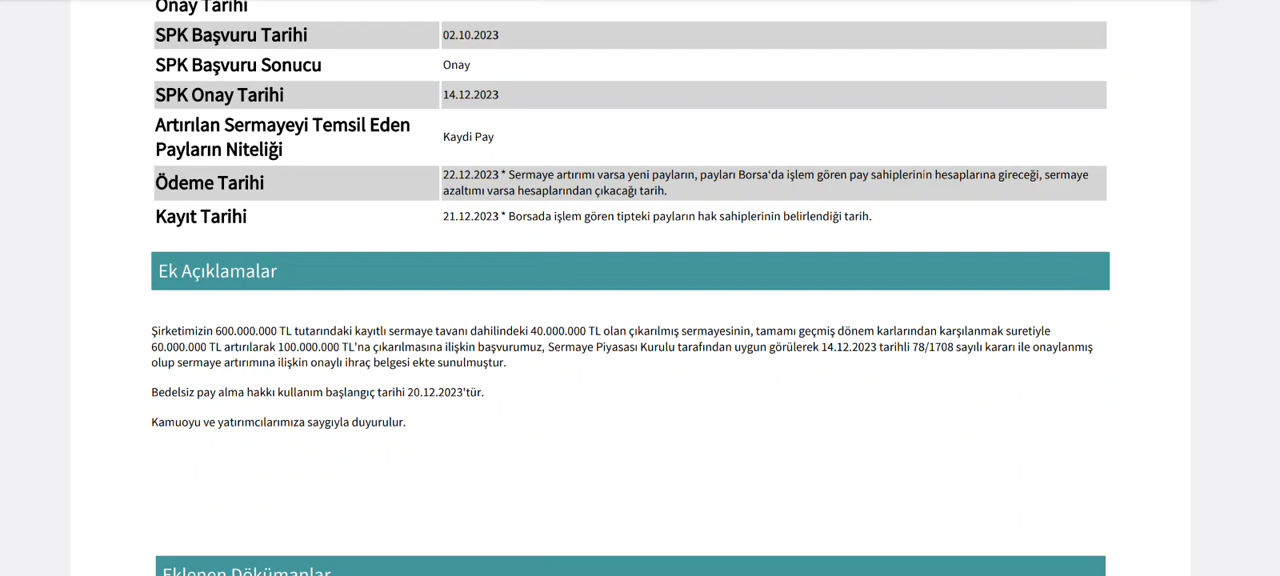 Onay Tarihi
SPK Başvuru Tarihi 02.10.2023
SPK Başvuru Sonucu Onay
SPK Onay Tarihi 14.12.2023
Artırılan Sermayeyi Temsil Eden
Payların Niteliği
Kaydi Pay
Ödeme Tarihi
22.12.2023 * Sermaye artırımı varsa yeni payların, payları Borsa'da işlem gören pay sahiplerinin hesaplarına gireceği, sermaye
azaltımı varsa hesaplarından çıkacağı tarih.
Kayıt Tarihi 21.12.2023 * Borsada işlem gören tipteki payların hak sahiplerinin belirlendiği tarih.
Ek Açıklamalar
Şirketimizin 600.000.000 TL tutarındaki kayıtlı sermaye tavanı dahilindeki 40.000.000 TL olan çıkarılmış sermayesinin, tamamı geçmiş dönem karlarından karşılanmak suretiyle
60.000.000 TL artırılarak 100.000.000 TL'na çıkarılmasına ilişkin başvurumuz, Sermaye Piyasası Kurulu tarafından uygun görülerek 14.12.2023 tarihli 78/1708 sayılı kararı ile onaylanmış
olup sermaye artırımına ilişkin onaylı ihraç belgesi ekte sunulmuştur.
Bedelsiz pay alma hakkı kullanım başlangıç tarihi 20.12.2023'tür.
Kamuoyu ve yatırımcılarımıza saygıyla duyurulur.
Eklenen Dökümanlar